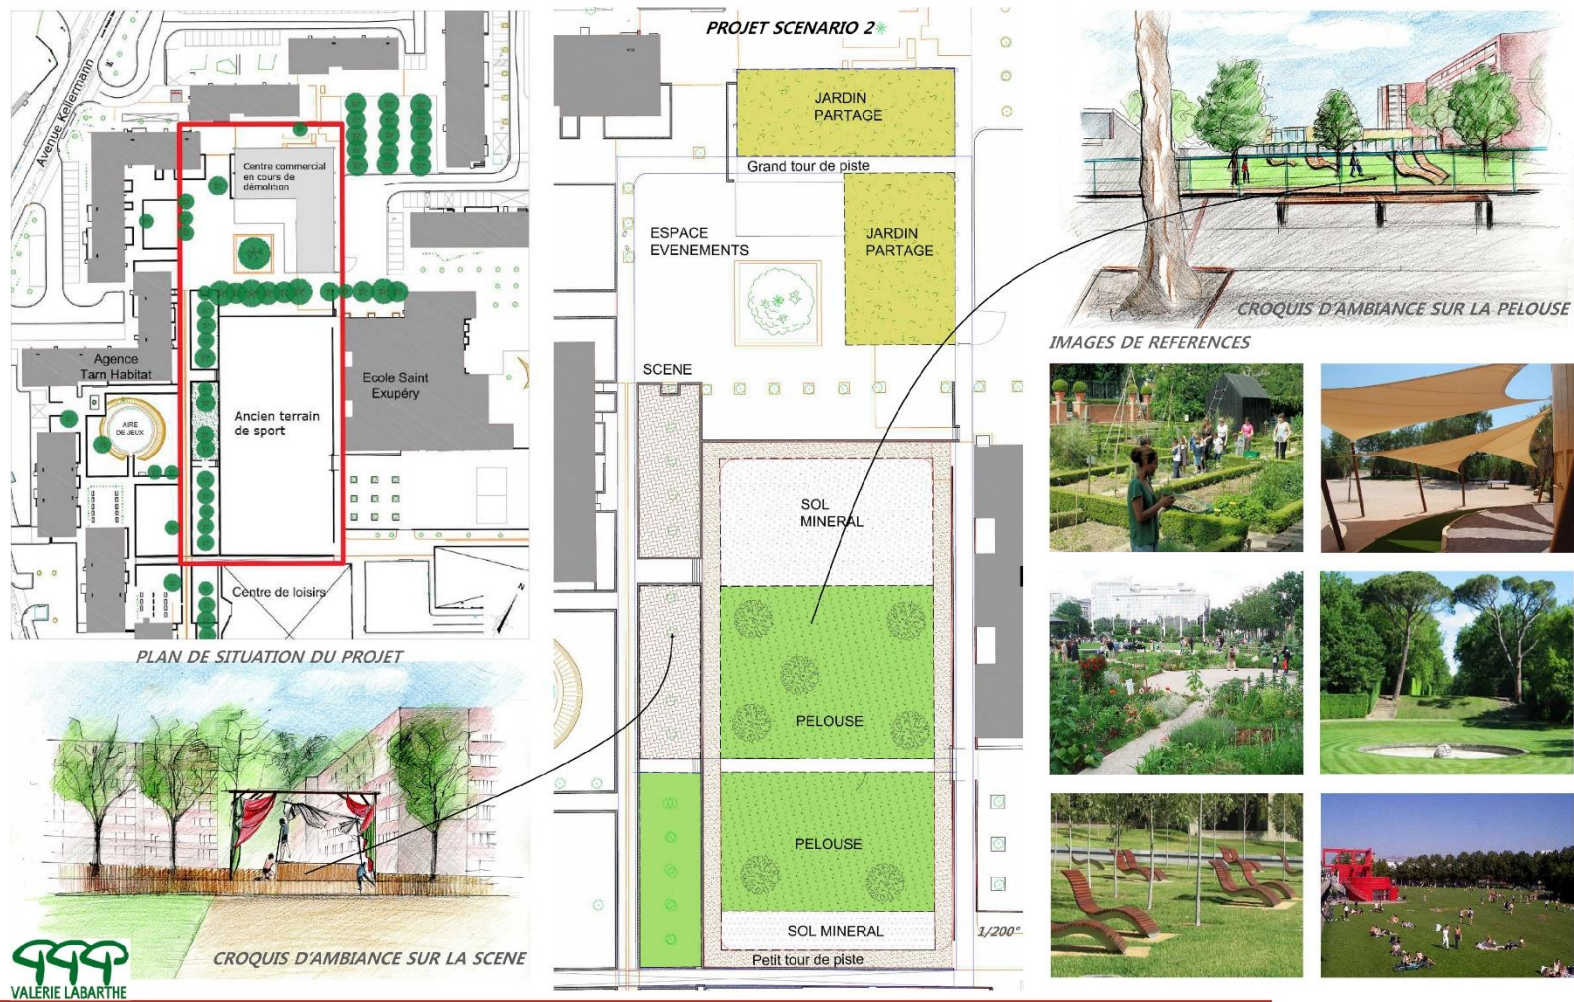 Avenue Kellermann
Centre commercial
en cours de
démolition
Agence
Tarn Habitat
AIRE
DE JEUX
Ancien terrain
de sport
Ecole Saint
Exupéry
Centre de loisirs
N
PLAN DE SITUATION DU PROJET
CROQUIS D'AMBIANCE SUR LA SCENE
VALERIE LABARTHE
PROJET SCENARIO 2
JARDIN
PARTAGE
Grand tour de piste
ESPACE
EVENEMENTS
JARDIN
PARTAGE
SCENE
SOL
MINERAL
PELOUSE
PELOUSE
SOL MINERAL
Petit tour de piste
1/200°
CROQUIS D'AMBIANCE SUR LA PELOUSE
IMAGES DE REFERENCES